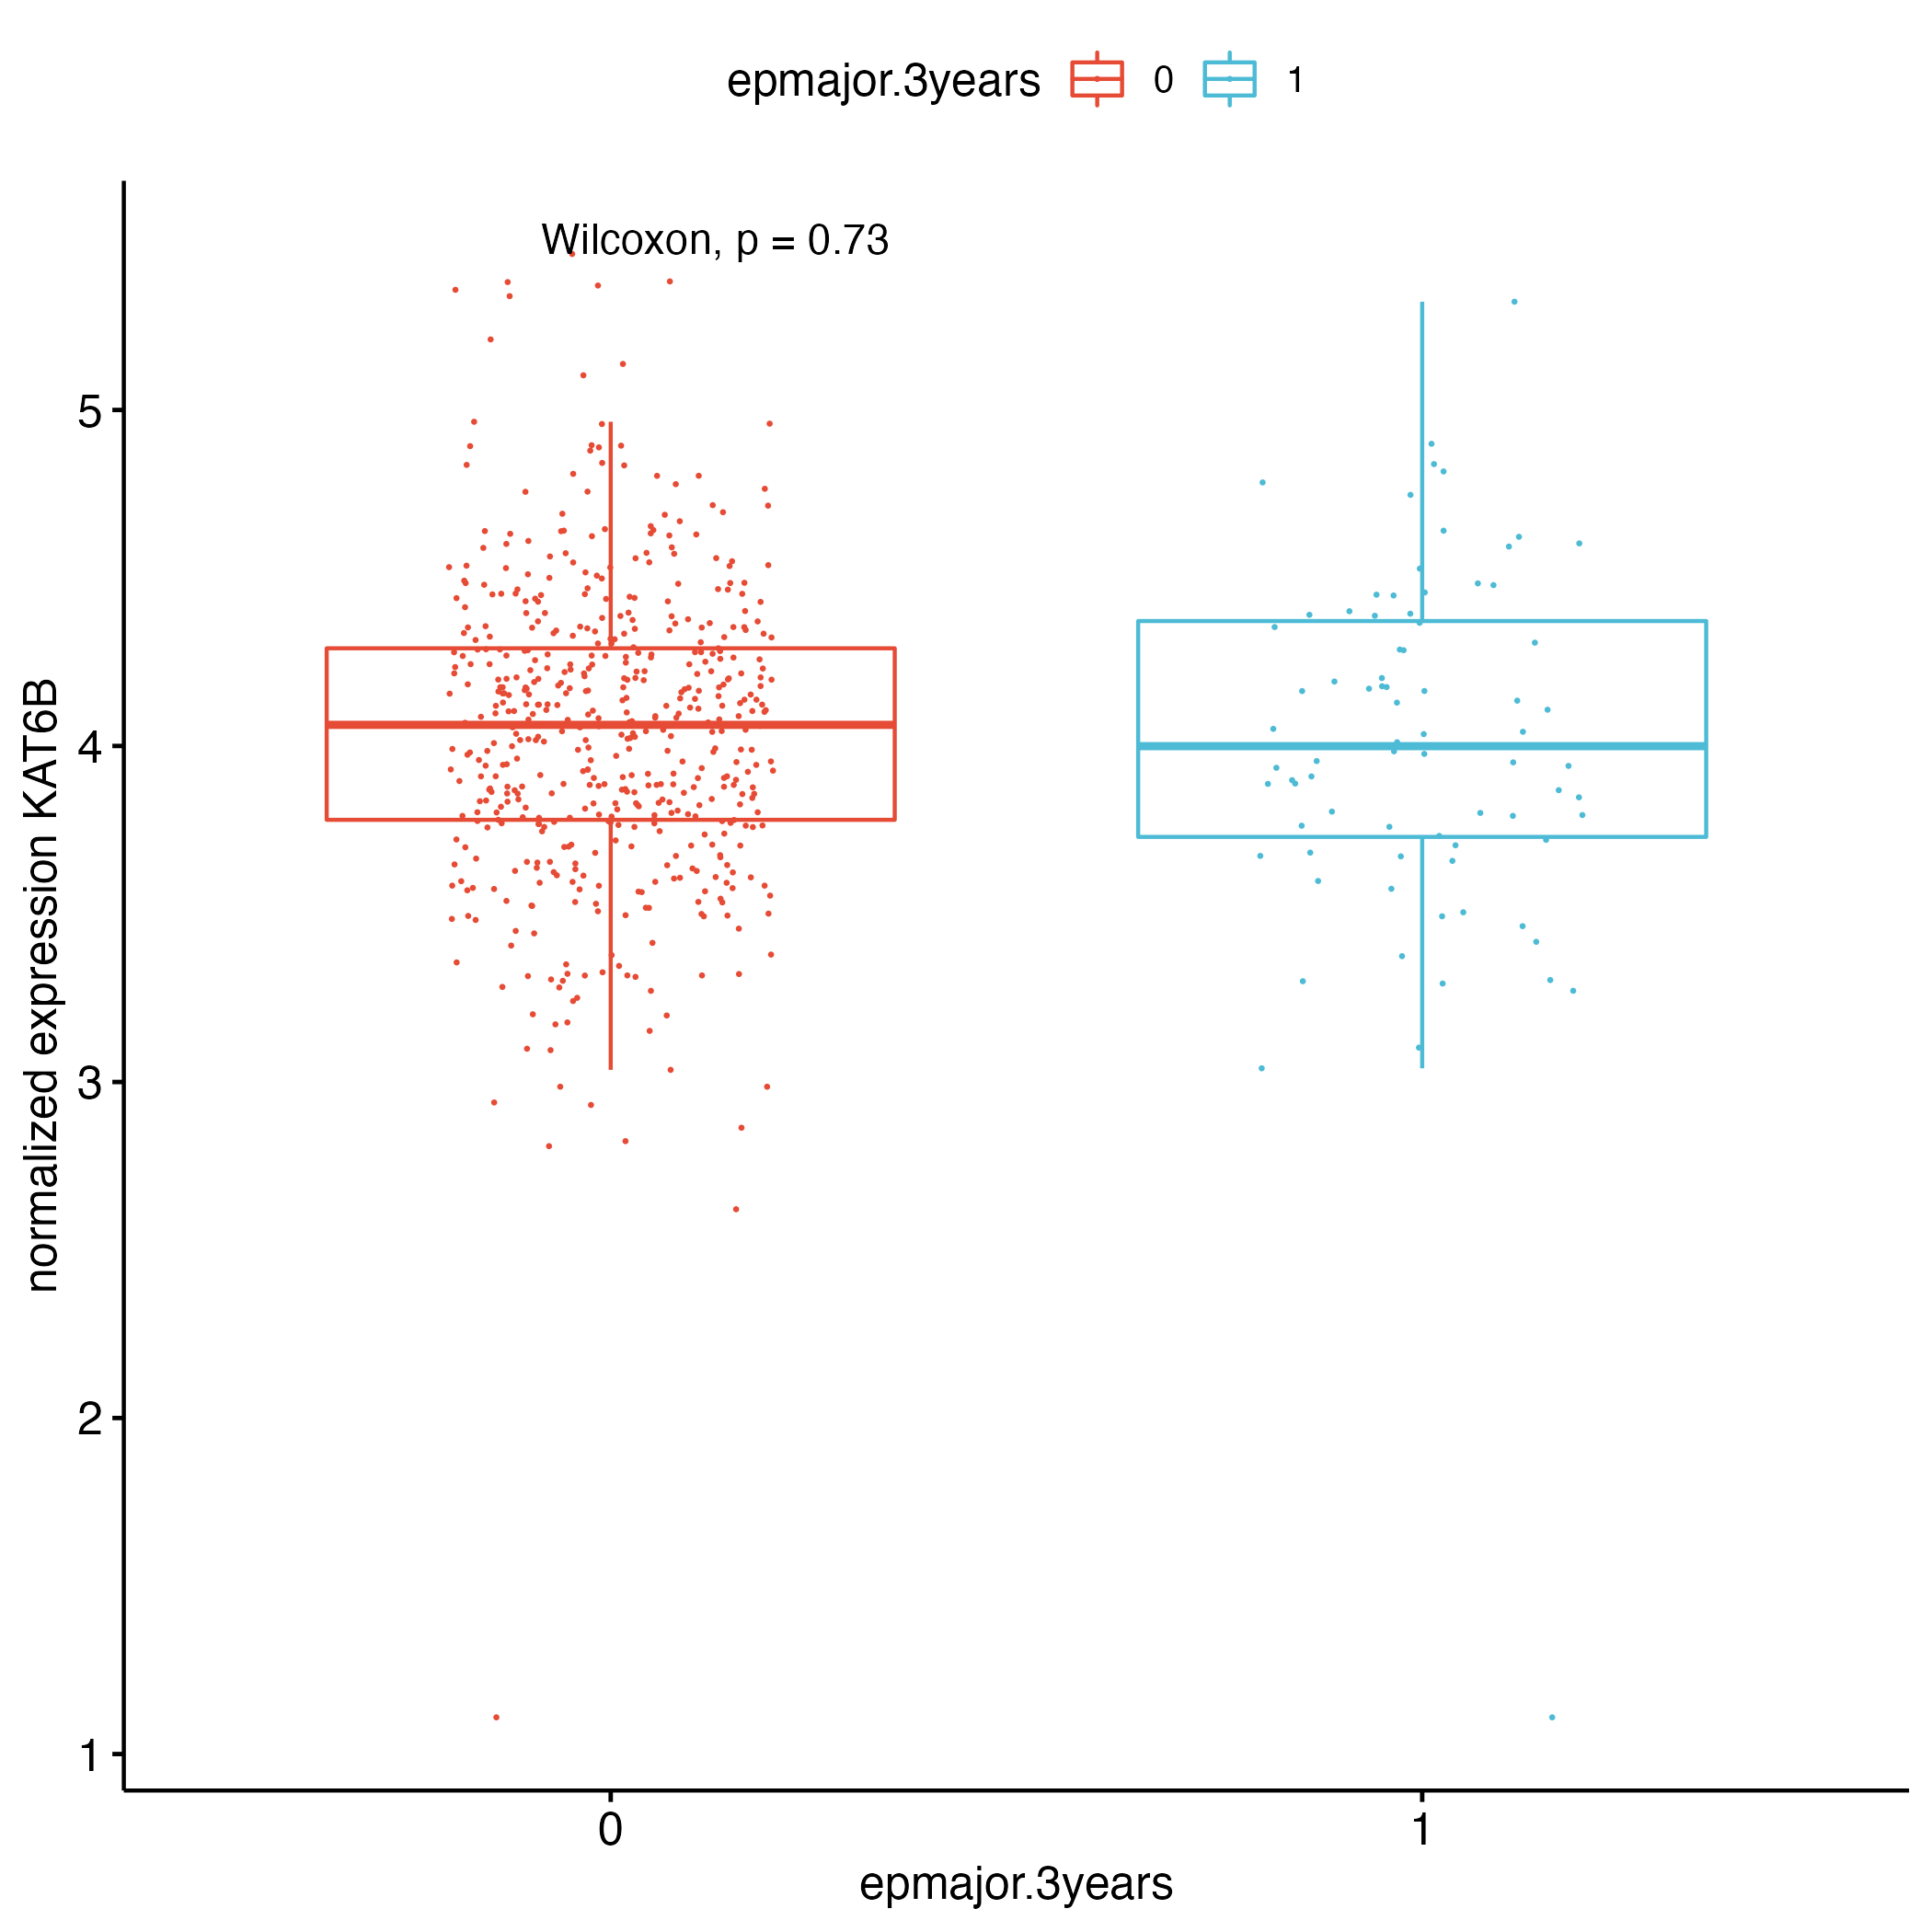 epmajor.3years 0 1
Wilcoxon, p = 0.73
normalized expression KAT6B
5
4
3
2
1
0 1
epmajor.3years